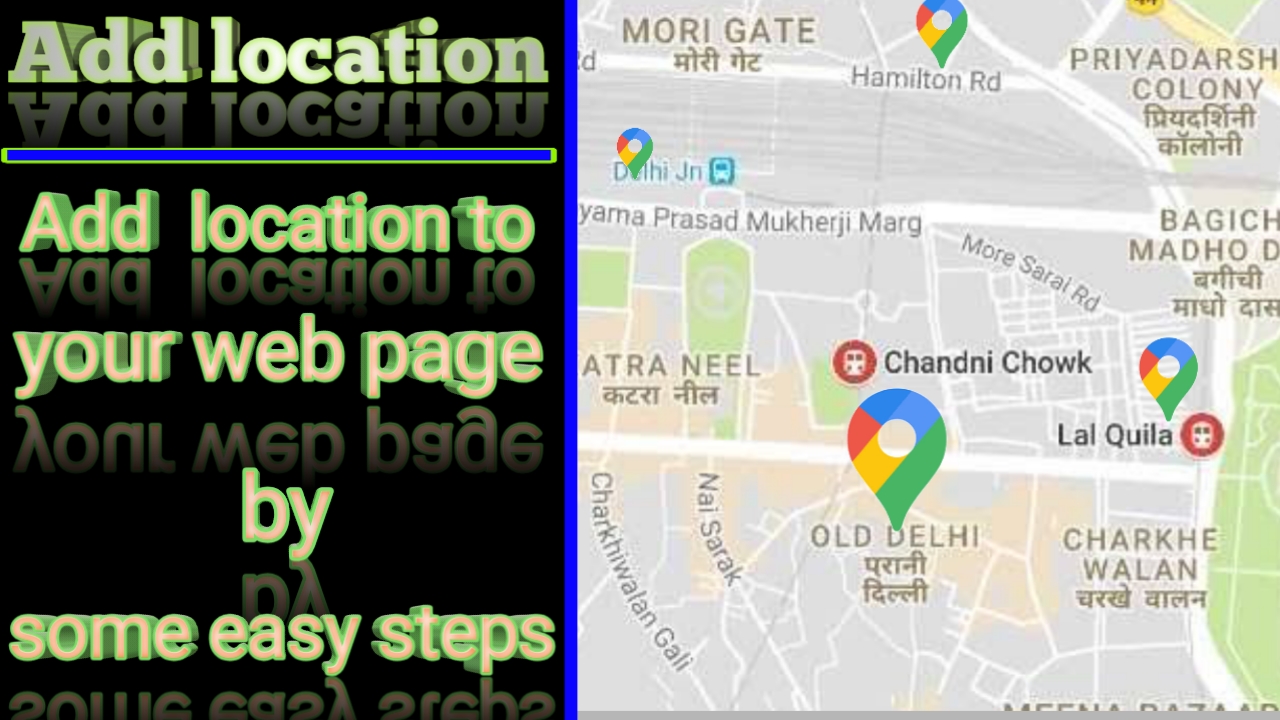 Add location
Add location to
your web page
by
some easy steps
MORI GATE
मोरी गेट
Hamilton Rd
PRIYADARSH
COLONY
प्रियदर्शिनी
कॉलोनी
Rd
Delhi Jn
yama Prasad Mukherji Marg
More Sarai Rd
BAGICH
MADHO D
बगीची
माधो दास
ATRA NEEL
कटरा नील
Chandni Chowk
Lal Quila
Charkhiwalan Gali
Nai Sarak
OLD DELHI
पुरानी
दिल्ली
CHARKHE
WALAN
चरखे वालन